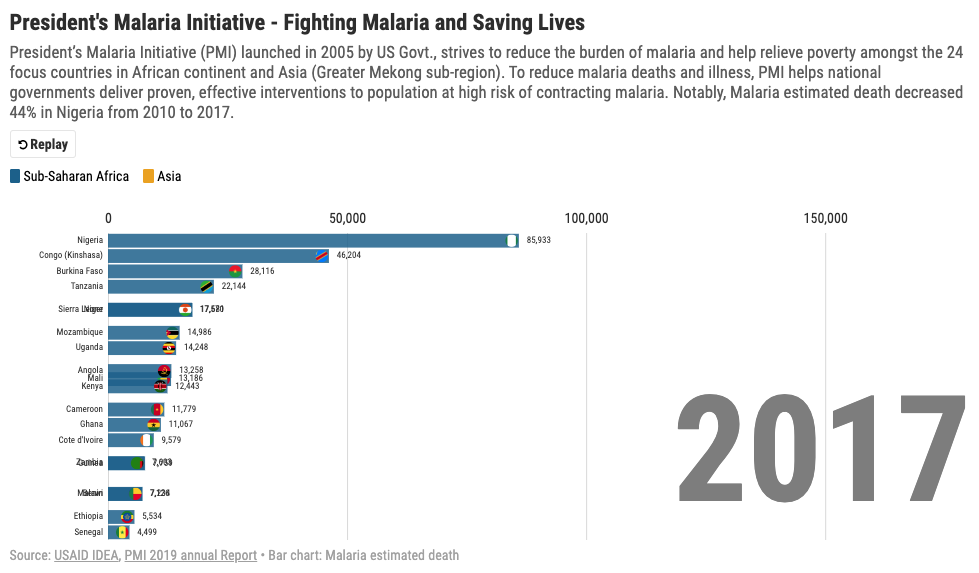 President's Malaria Initiative - Fighting Malaria and Saving Lives
President's Malaria Initiative (PMI) launched in 2005 by US Govt., strives to reduce the burden of malaria and help relieve poverty amongst the 24
focus countries in African continent and Asia (Greater Mekong sub-region). To reduce malaria deaths and illness, PMI helps national
governments deliver proven, effective interventions to population at high risk of contracting malaria. Notably, Malaria estimated death decreased
44% in Nigeria from 2010 to 2017.
Replay
Sub-Saharan Africa Asia
0 50,000 100,000 150,000
Nigeria 85,933
Congo (Kinshasa) 46,204
Burkina Faso 28,116
Tanzania 22,144
Sierra Leone Niger
Mozambique 14,986
Uganda 14,248
Angola 13,258
Mali 13,186
Kenya 12,443
Cameroon 11,779
Ghana 11,067
Cote d'Ivoire 9,579
Zambia Guinea
Malawi Benin
Ethiopia 5,534
Senegal 4,499
2017
Source: USAID IDEA, PMI 2019 annual Report • Bar chart: Malaria estimated death